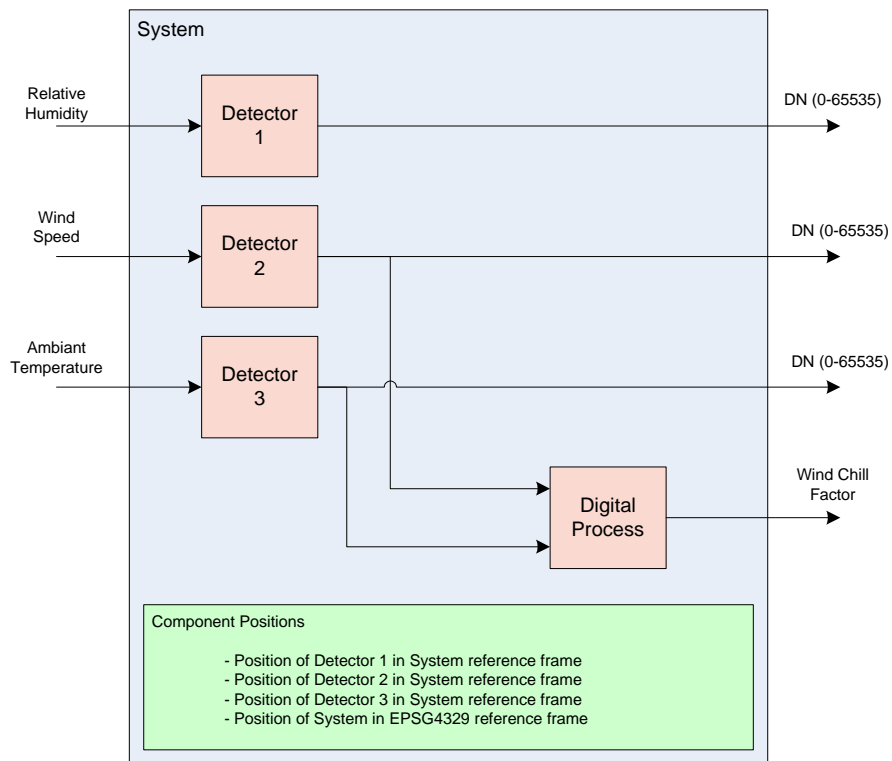 System
Relative
Humidity
Detector
1
DN (0-65535)
Wind
Speed
Detector
2
DN (0-65535)
Ambiant
Temperature
Detector
3
DN (0-65535)
Digital
Process
Wind Chill
Factor
Component Positions
- Position of Detector 1 in System reference frame
- Position of Detector 2 in System reference frame
- Position of Detector 3 in System reference frame
- Position of System in EPSG4329 reference frame